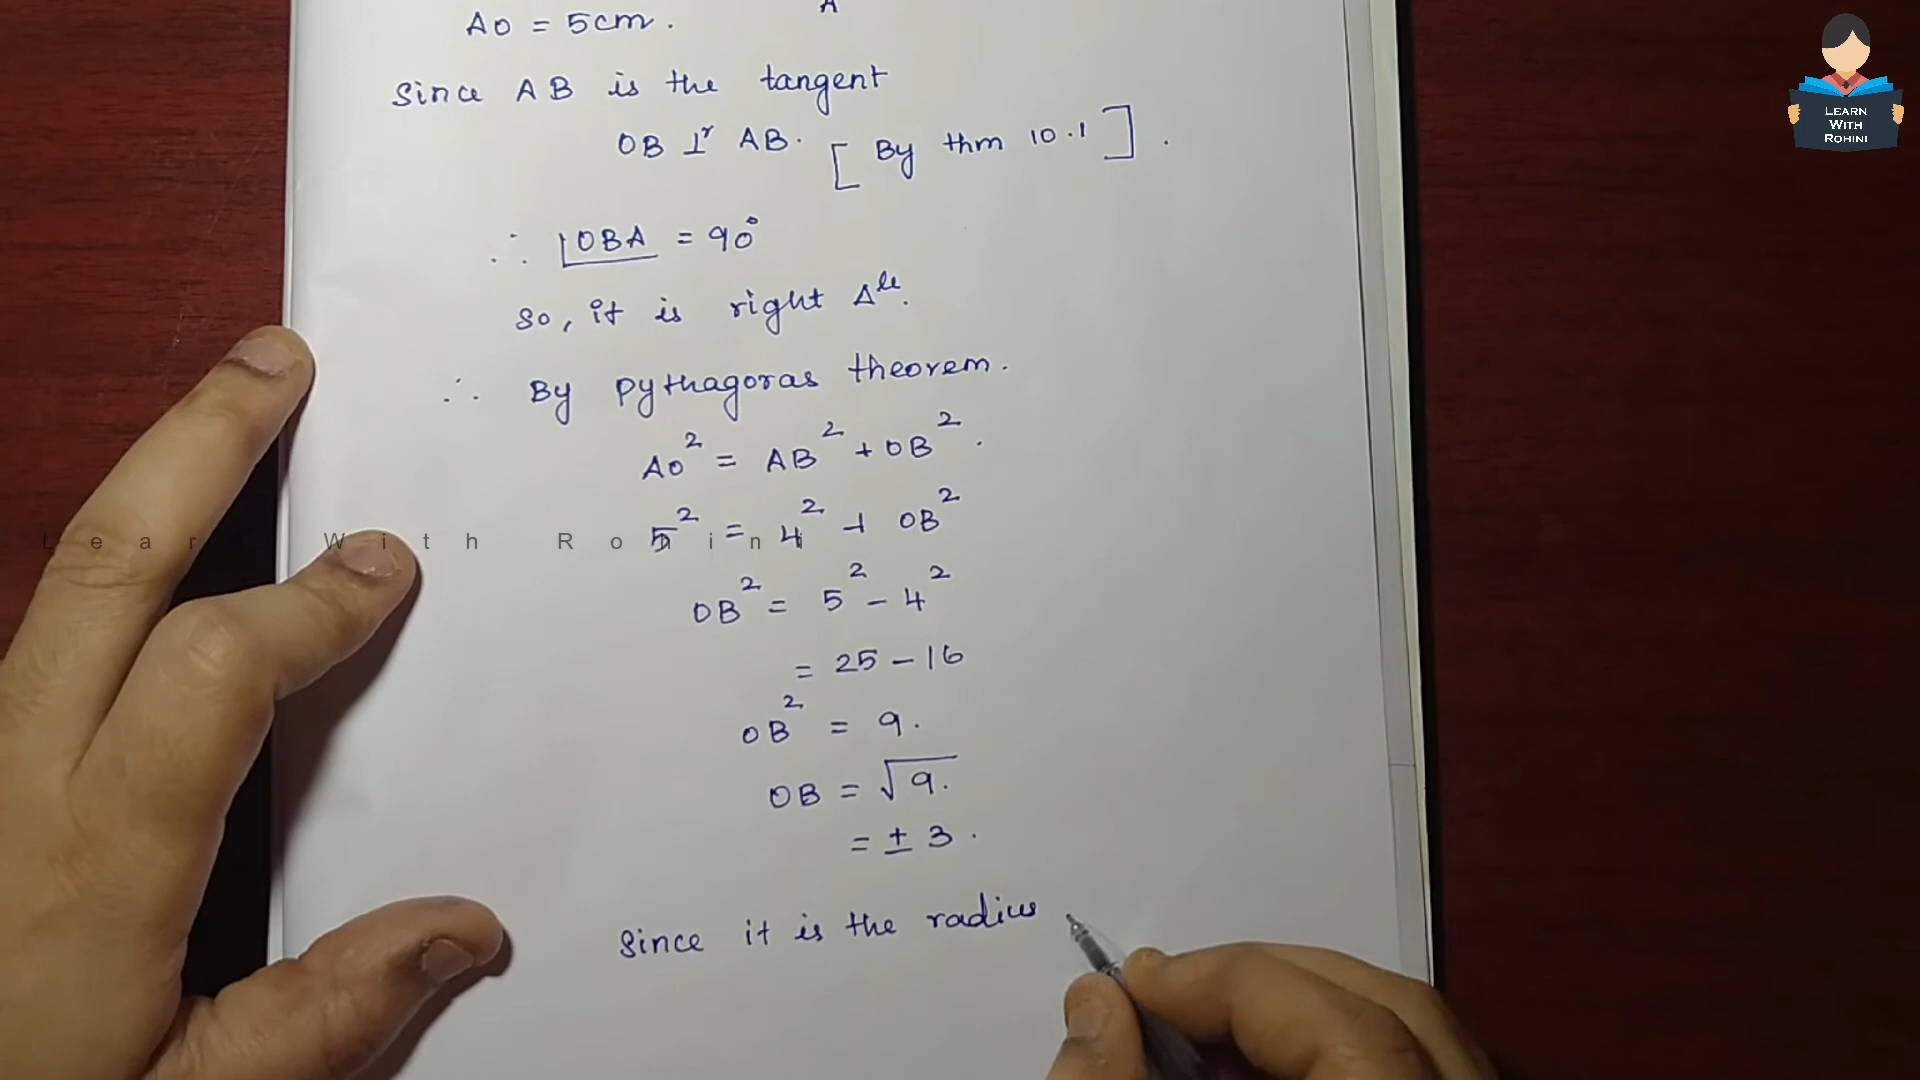 AO = 5cm.
A
Since AB is the tangent
OB ⊥r AB. [By thm 10.1].
∴ ∠OBA = 90°
So, it is right Δle.
∴ By pythagoras theorem.
AO² = AB² + OB².
5² = 4² + OB²
OB² = 5² - 4²
= 25 - 16
OB² = 9.
OB = √9.
= ± 3.
Since it is the radius
Learn With Rohini
LEARN
WITH
ROHINI